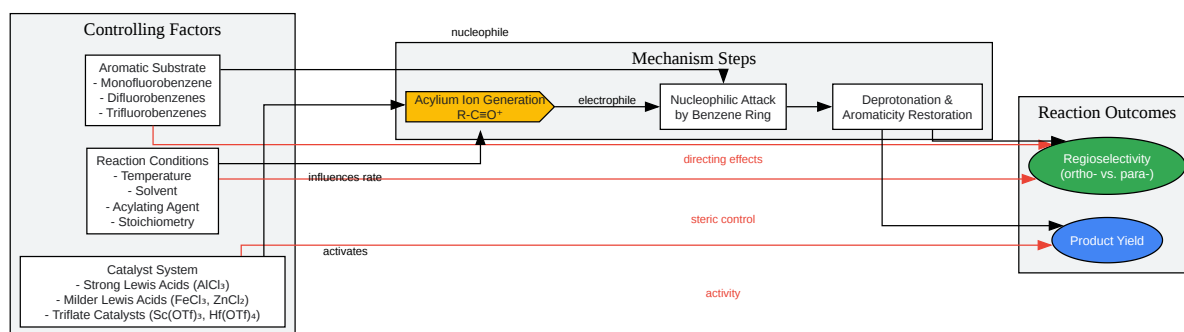 Controlling Factors
Aromatic Substrate
- Monofluorobenzene
- Difluorobenzenes
- Trifluorobenzenes
Reaction Conditions
- Temperature
- Solvent
- Acylating Agent
- Stoichiometry
Catalyst System
- Strong Lewis Acids (AlCl₃)
- Milder Lewis Acids (FeCl₃, ZnCl₂)
- Triflate Catalysts (Sc(OTf)₃, Hf(OTf)₄)
nucleophile
Mechanism Steps
Acylium Ion Generation
R-C≡O⁺
electrophile
Nucleophilic Attack
by Benzene Ring
Deprotonation &
Aromaticity Restoration
directing effects
influences rate
steric control
activates
activity
Reaction Outcomes
Regioselectivity
(ortho- vs. para-)
Product Yield